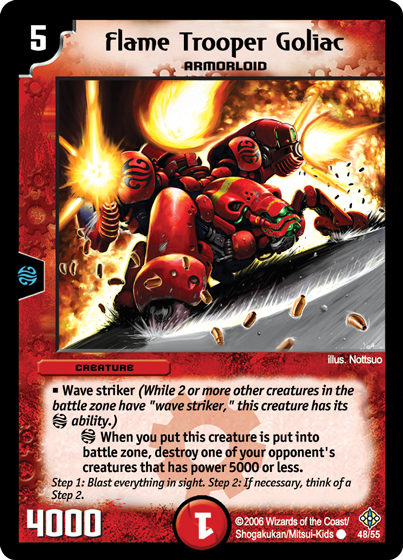 5
Flame Trooper Goliac
ARMORLOID
illus. Nottsuo
CREATURE
▪ Wave striker (While 2 or more other creatures in the
battle zone have "wave striker," this creature has its
ability.)
When you put this creature is put into
battle zone, destroy one of your opponent's
creatures that has power 5000 or less.
Step 1: Blast everything in sight. Step 2: If necessary, think of a
Step 2.
4000
1
©2006 Wizards of the Coast/
Shogakukan/Mitsui-Kids
48/55